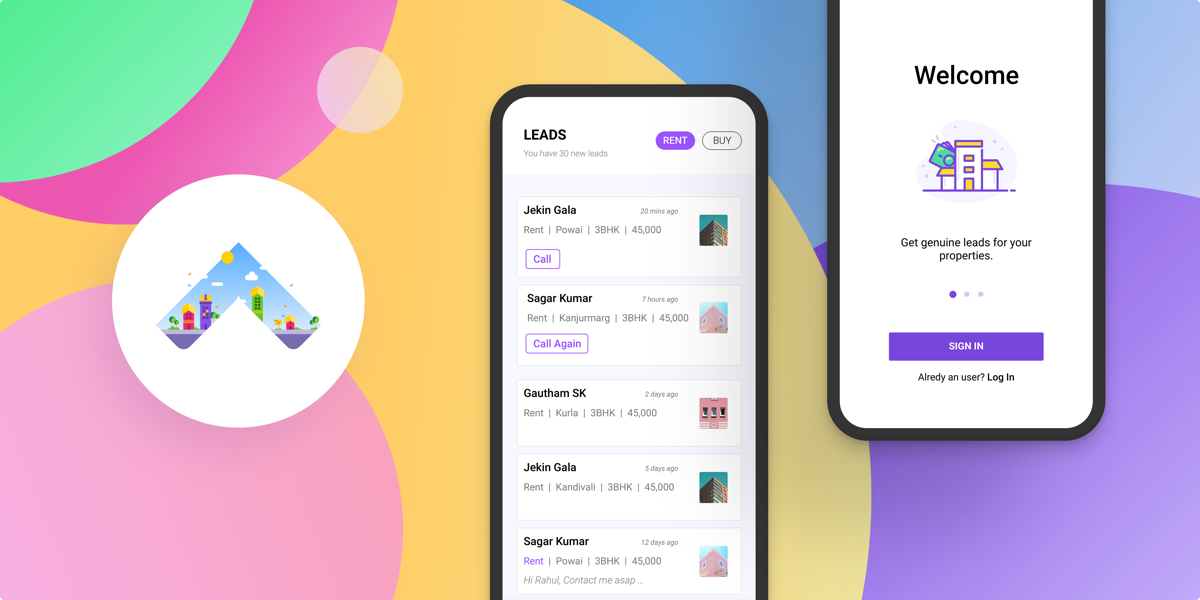 LEADS
You have 30 new leads
RENT
BUY
Jekin Gala
20 mins ago
Rent | Powai | 3BHK | 45,000
Call
Sagar Kumar
7 hours ago
Rent | Kanjurmarg | 3BHK | 45,000
Call Again
Gautham SK
2 days ago
Rent | Kurla | 3BHK | 45,000
Jekin Gala
5 days ago
Rent | Kandivali | 3BHK | 45,000
Sagar Kumar
12 days ago
Rent | Powai | 3BHK | 45,000
Hi Rahul, Contact me asap ...
Welcome
Get genuine leads for your
properties.
SIGN IN
Alredy an user? Log In